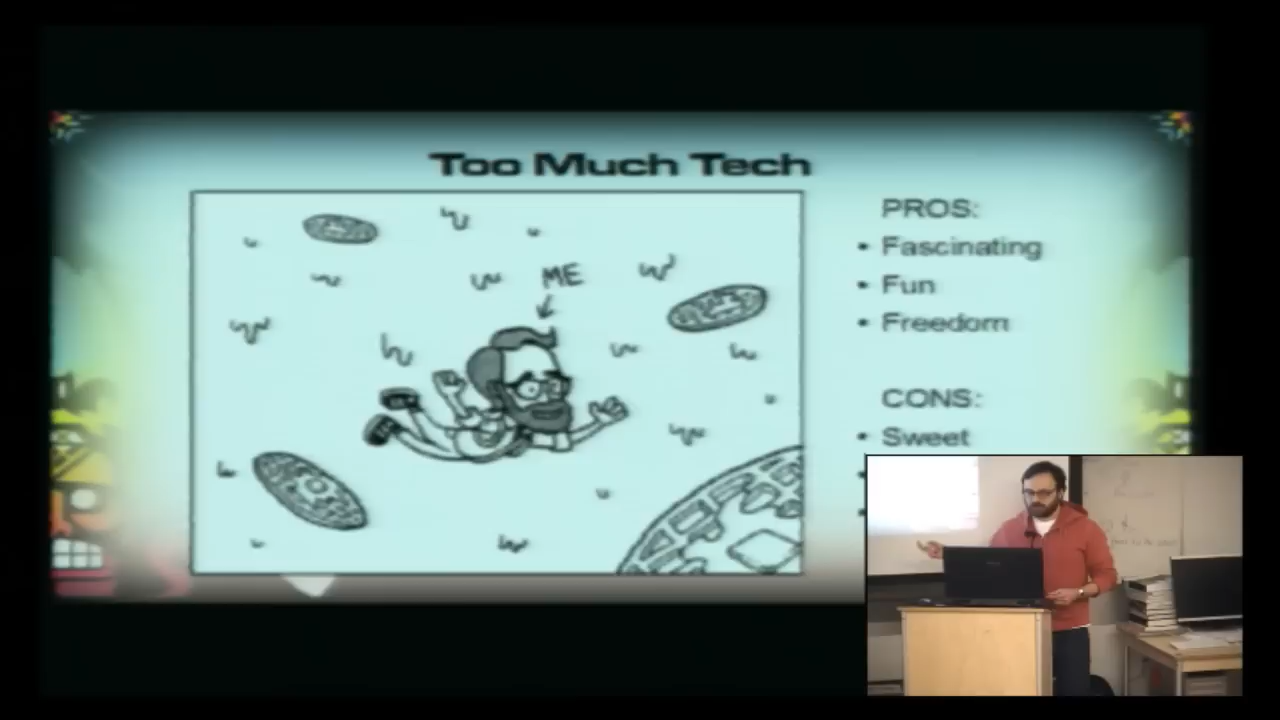 Too Much Tech
ME
PROS:
• Fascinating
• Fun
• Freedom
CONS:
• Sweet